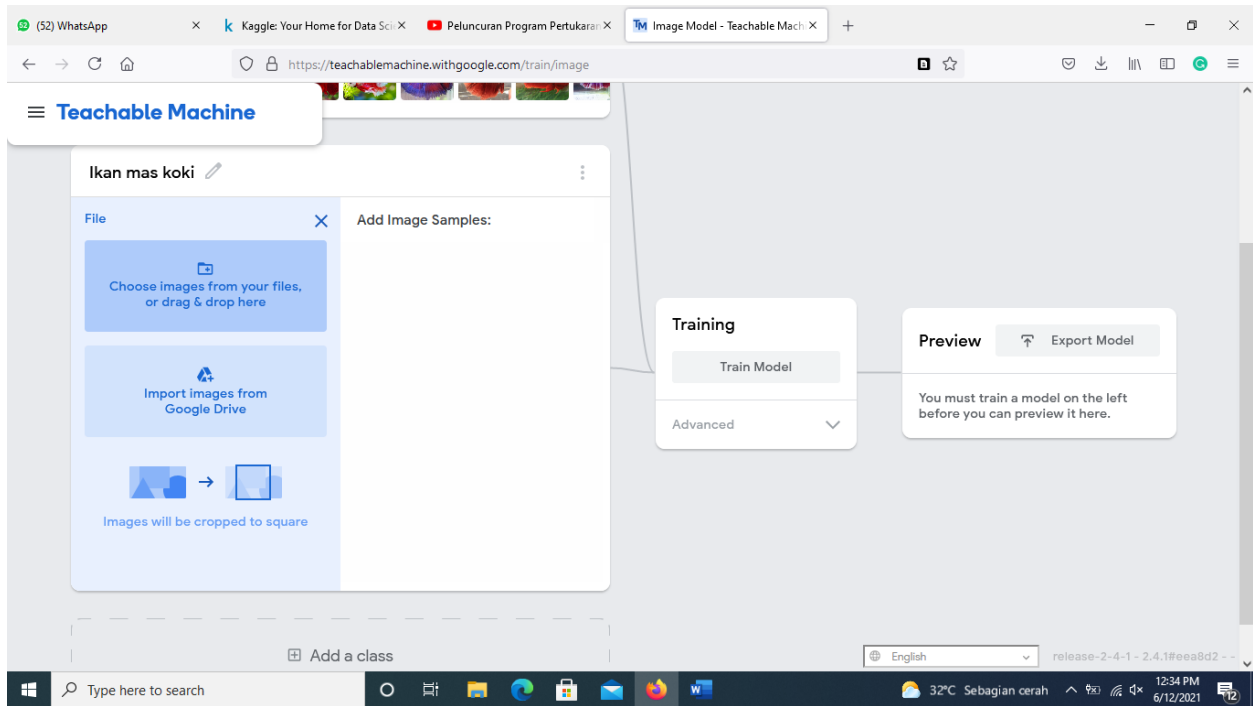 52 (52) WhatsApp
Kaggle: Your Home for Data Sci
Peluncuran Program Pertukaran
TM Image Model - Teachable Mach
https://teachablemachine.withgoogle.com/train/image
Teachable Machine
Ikan mas koki
File
Add Image Samples:
Choose images from your files,
or drag & drop here
Import images from
Google Drive
Images will be cropped to square
Training
Train Model
Advanced
Preview
Export Model
You must train a model on the left
before you can preview it here.
Add a class
English
release-2-4-1 - 2.4.1#eea8d2 - -
Type here to search
32°C Sebagian cerah
12:34 PM
6/12/2021
12